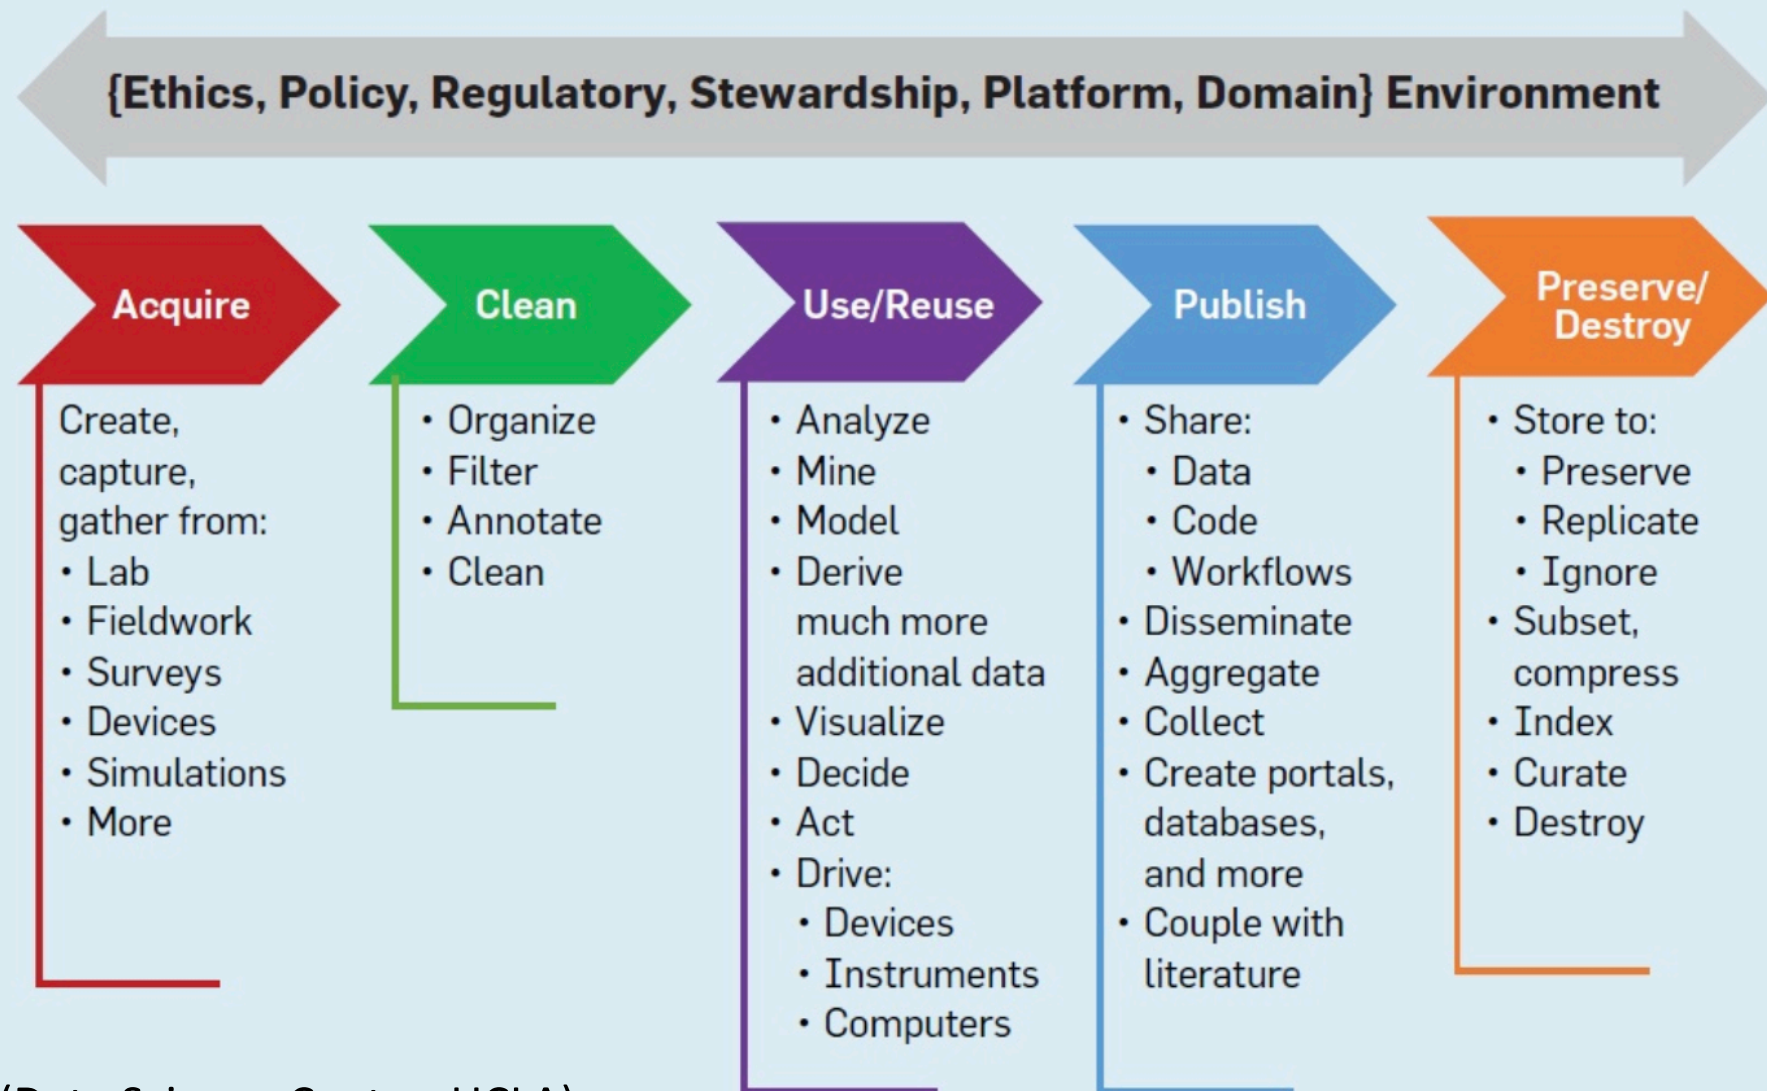 {Ethics, Policy, Regulatory, Stewardship, Platform, Domain} Environment
Acquire
Create,
capture,
gather from:
• Lab
• Fieldwork
• Surveys
• Devices
• Simulations
• More
Clean
• Organize
• Filter
• Annotate
• Clean
Use/Reuse
• Analyze
• Mine
• Model
• Derive
much more
additional data
• Visualize
• Decide
• Act
• Drive:
• Devices
• Instruments
• Computers
Publish
• Share:
• Data
• Code
• Workflows
• Disseminate
• Aggregate
• Collect
• Create portals,
databases,
and more
• Couple with
literature
Preserve/
Destroy
• Store to:
• Preserve
• Replicate
• Ignore
• Subset,
compress
• Index
• Curate
• Destroy